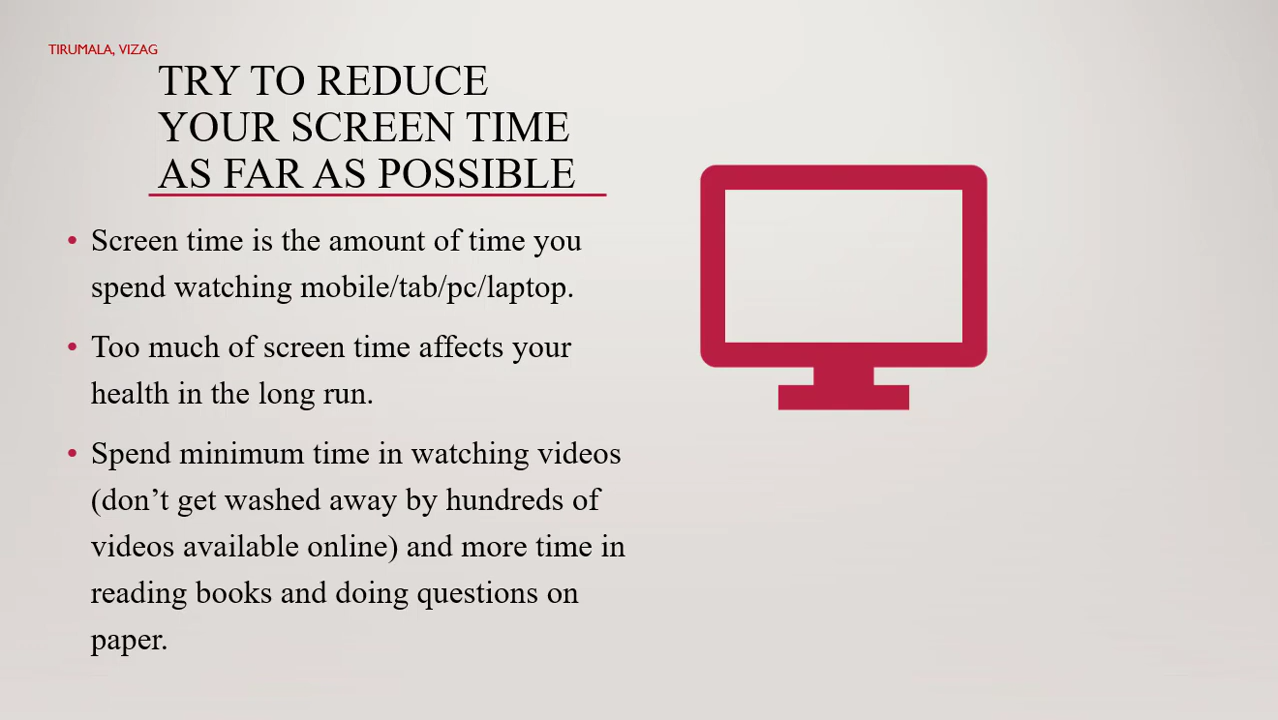 TIRUMALA, VIZAG
TRY TO REDUCE
YOUR SCREEN TIME
AS FAR AS POSSIBLE
• Screen time is the amount of time you
spend watching mobile/tab/pc/laptop.
• Too much of screen time affects your
health in the long run.
• Spend minimum time in watching videos
(don’t get washed away by hundreds of
videos available online) and more time in
reading books and doing questions on
paper.